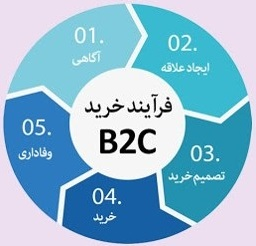 فرآیند خرید
B2C
01.
آگاهی
02.
ایجاد علاقه
03.
تصمیم خرید
04.
خرید
05.
وفاداری